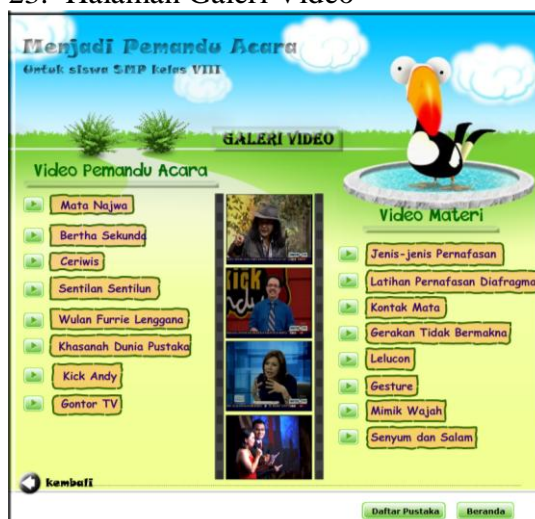 23. Halaman Galeri Video
Menjadi Pemandu Acara
Untuk siswa SMP kelas VIII
GALERI VIDEO
Video Pemandu Acara
Mata Najwa
Bertha Sekunda
Ceriwis
Sentilan Sentilun
Wulan Furrie Lenggana
Khasanah Dunia Pustaka
Kick Andy
Gontor TV
Video Materi
Jenis-jenis Pernafasan
Latihan Pernafasan Diafragma
Kontak Mata
Gerakan Tidak Bermakna
Lelucon
Gesture
Mimik Wajah
Senyum dan Salam
kembali
Daftar Pustaka
Beranda